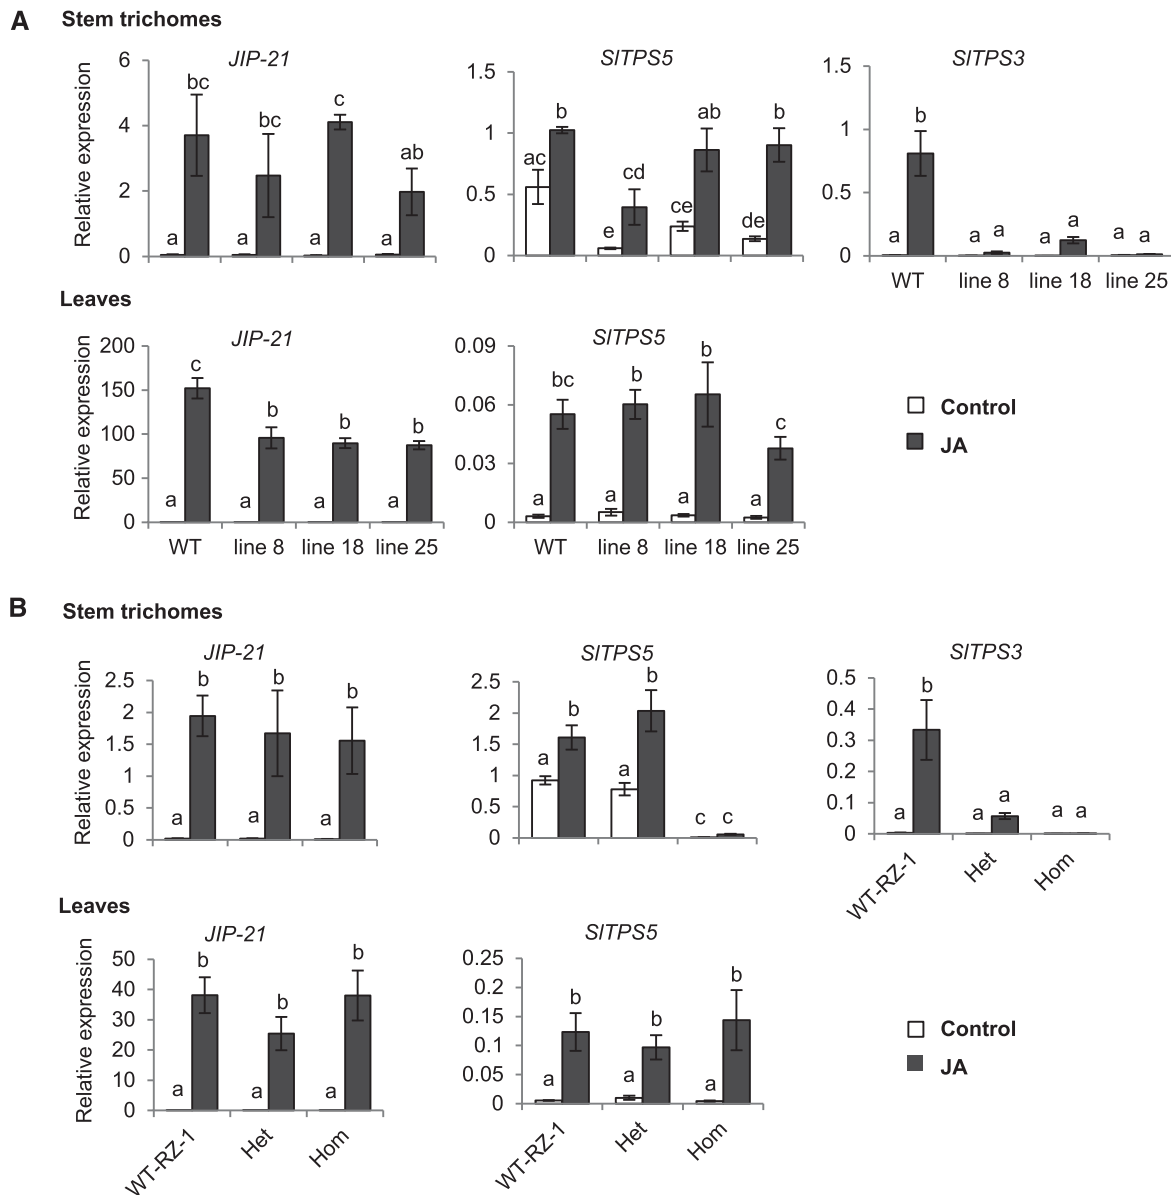 A Stem trichomes
JIP-21 SlTPS5 SlTPS3
Relative expression
6
4
2
0
bc bc c ab
a a a a
1.5
1
0.5
0
ac b e cd ce ab de b
1.5
1
0.5
0
a b a a a a a a
WT line 8 line 18 line 25
Leaves
JIP-21 SlTPS5
Relative expression
200
150
100
50
0
a c a b a b a b
WT line 8 line 18 line 25
0.09
0.06
0.03
0
a bc a b a b a c
WT line 8 line 18 line 25
Control
JA
B Stem trichomes
JIP-21 SlTPS5 SlTPS3
Relative expression
2.5
2
1.5
1
0.5
0
a b a b a b
2.5
2
1.5
1
0.5
0
a b a b c c
0.5
0.4
0.3
0.2
0.1
0
a b a a a a
WT-RZ-1 Het Hom
Leaves
JIP-21 SlTPS5
Relative expression
50
40
30
20
10
0
a b a b a b
WT-RZ-1 Het Hom
0.25
0.2
0.15
0.1
0.05
0
a b a b a b
WT-RZ-1 Het Hom
Control
JA